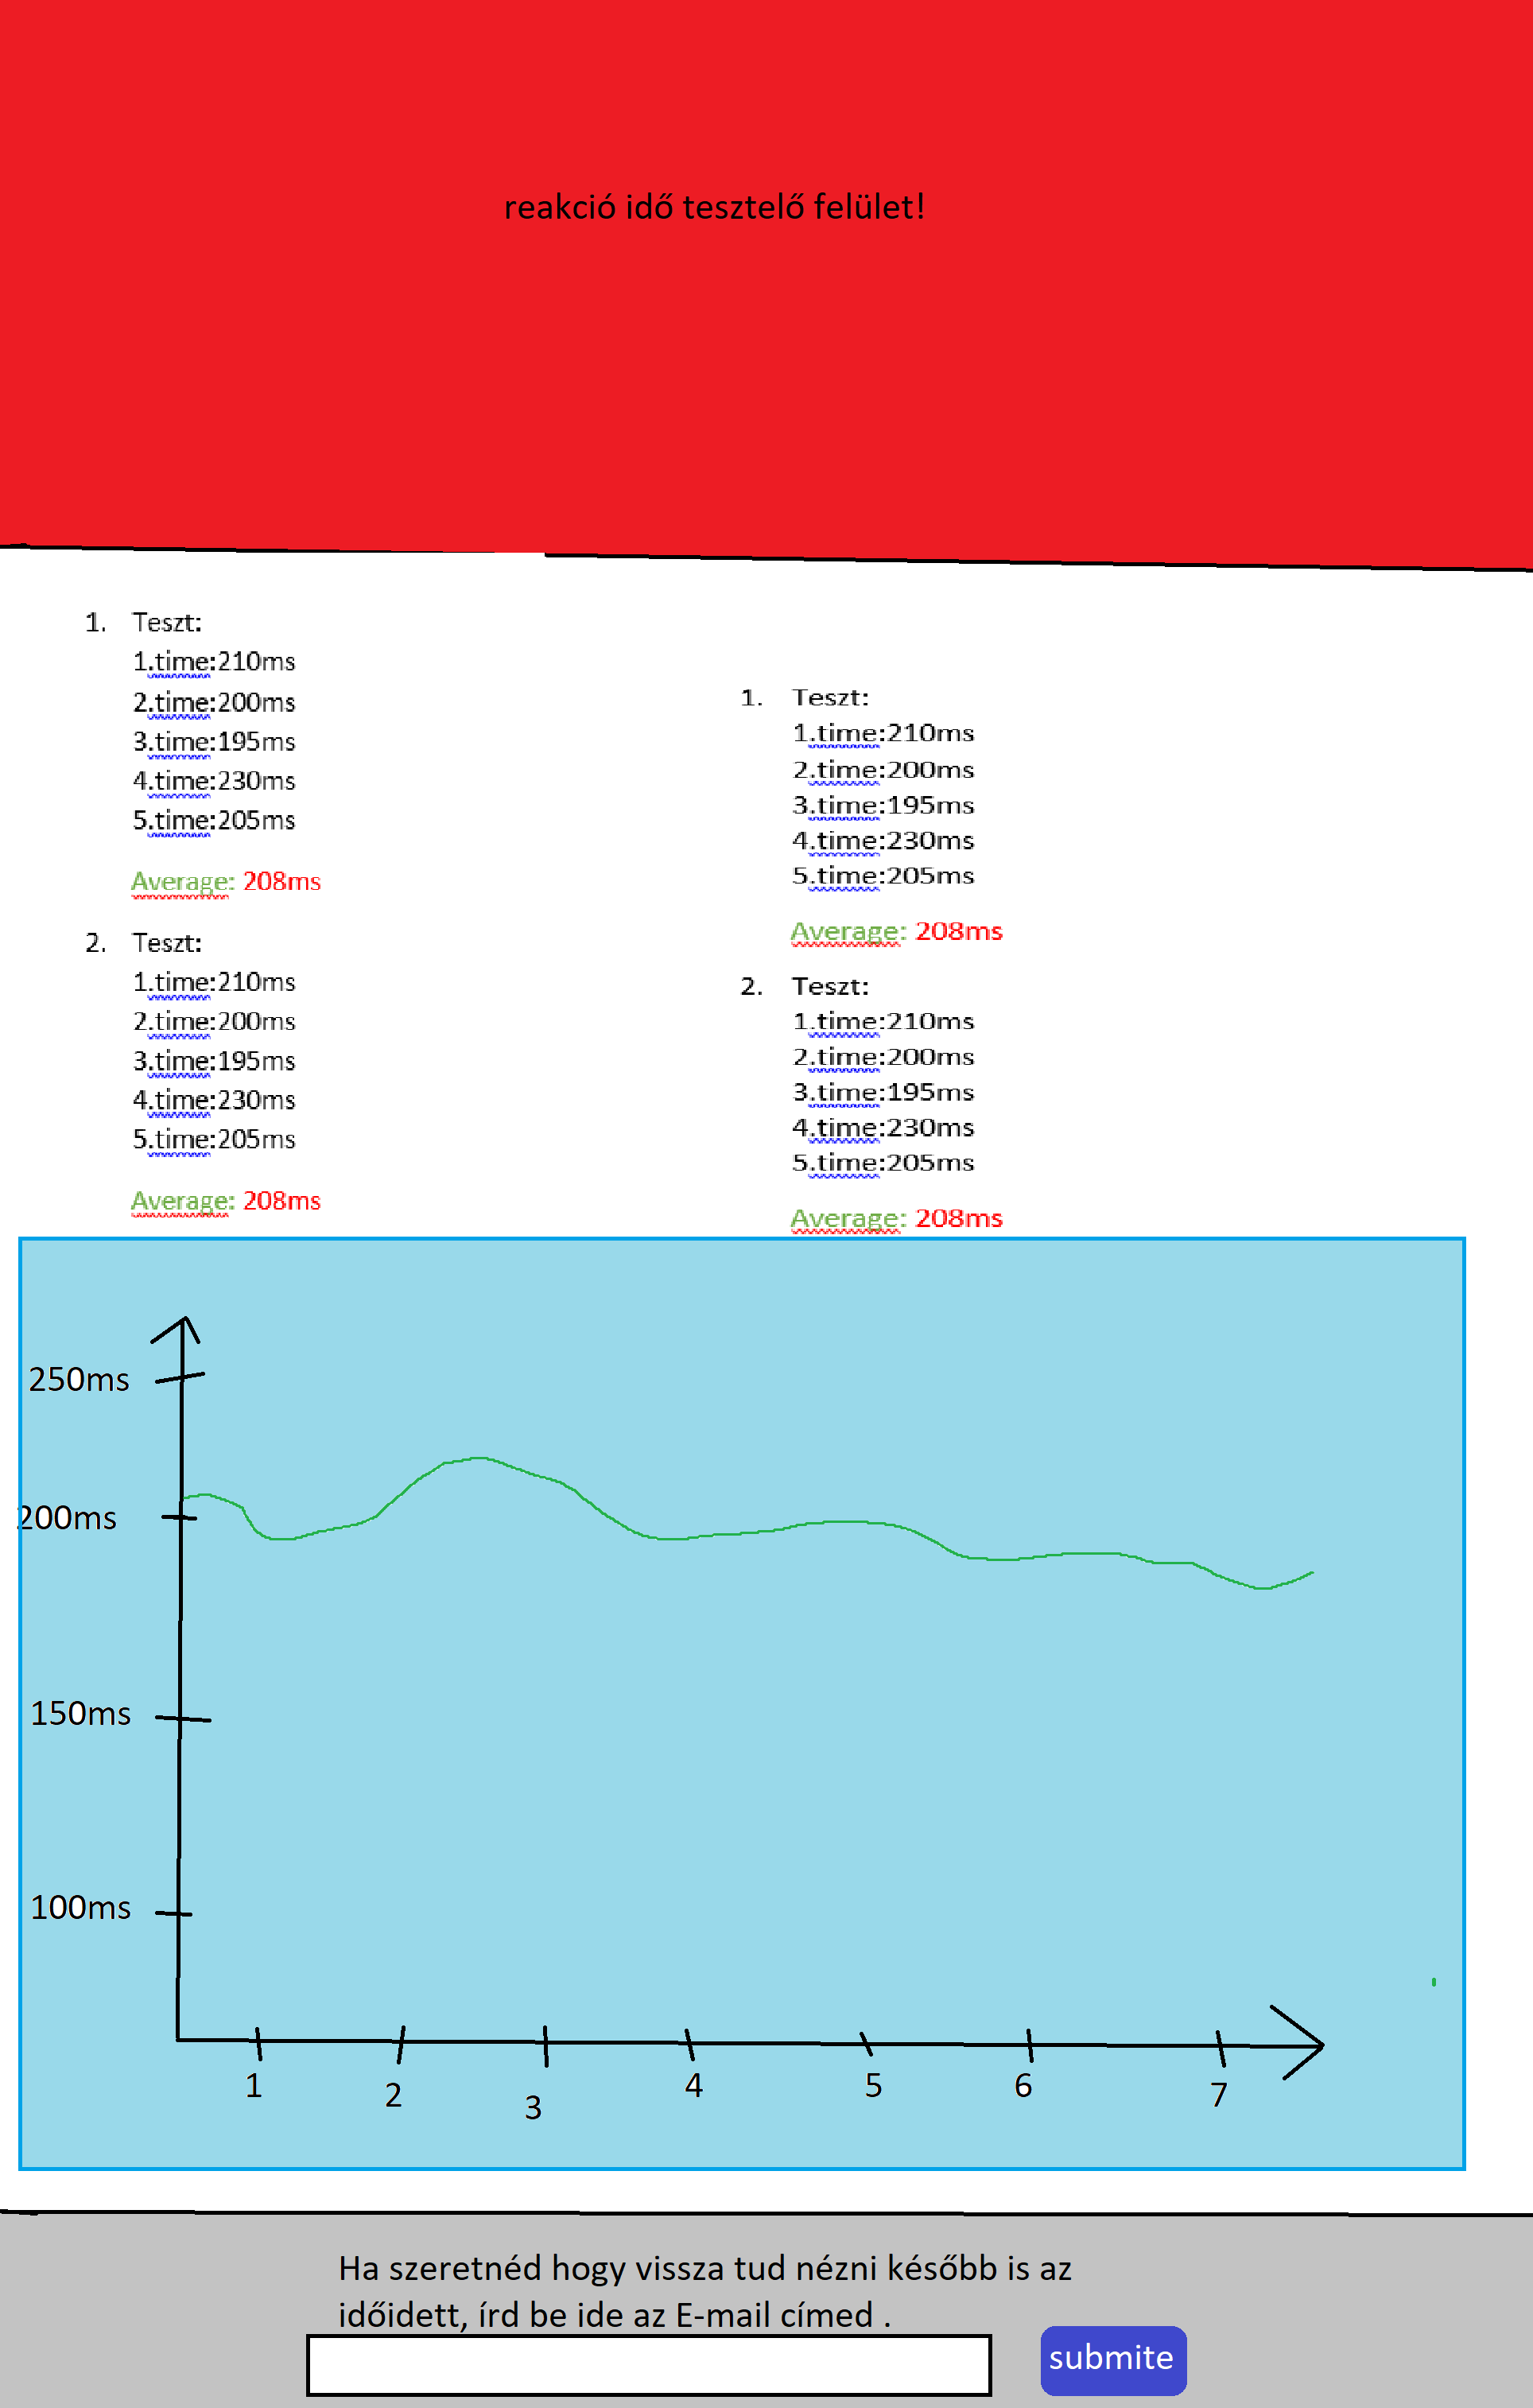 reakció idő tesztelő felület!
1. Teszt:
1.time:210ms
2.time:200ms
3.time:195ms
4.time:230ms
5.time:205ms
Average: 208ms
2. Teszt:
1.time:210ms
2.time:200ms
3.time:195ms
4.time:230ms
5.time:205ms
Average: 208ms
1. Teszt:
1.time:210ms
2.time:200ms
3.time:195ms
4.time:230ms
5.time:205ms
Average: 208ms
2. Teszt:
1.time:210ms
2.time:200ms
3.time:195ms
4.time:230ms
5.time:205ms
Average: 208ms
250ms
200ms
150ms
100ms
1 2 3 4 5 6 7
Ha szeretnéd hogy vissza tud nézni később is az
időidett, írd be ide az E-mail címed .
submite